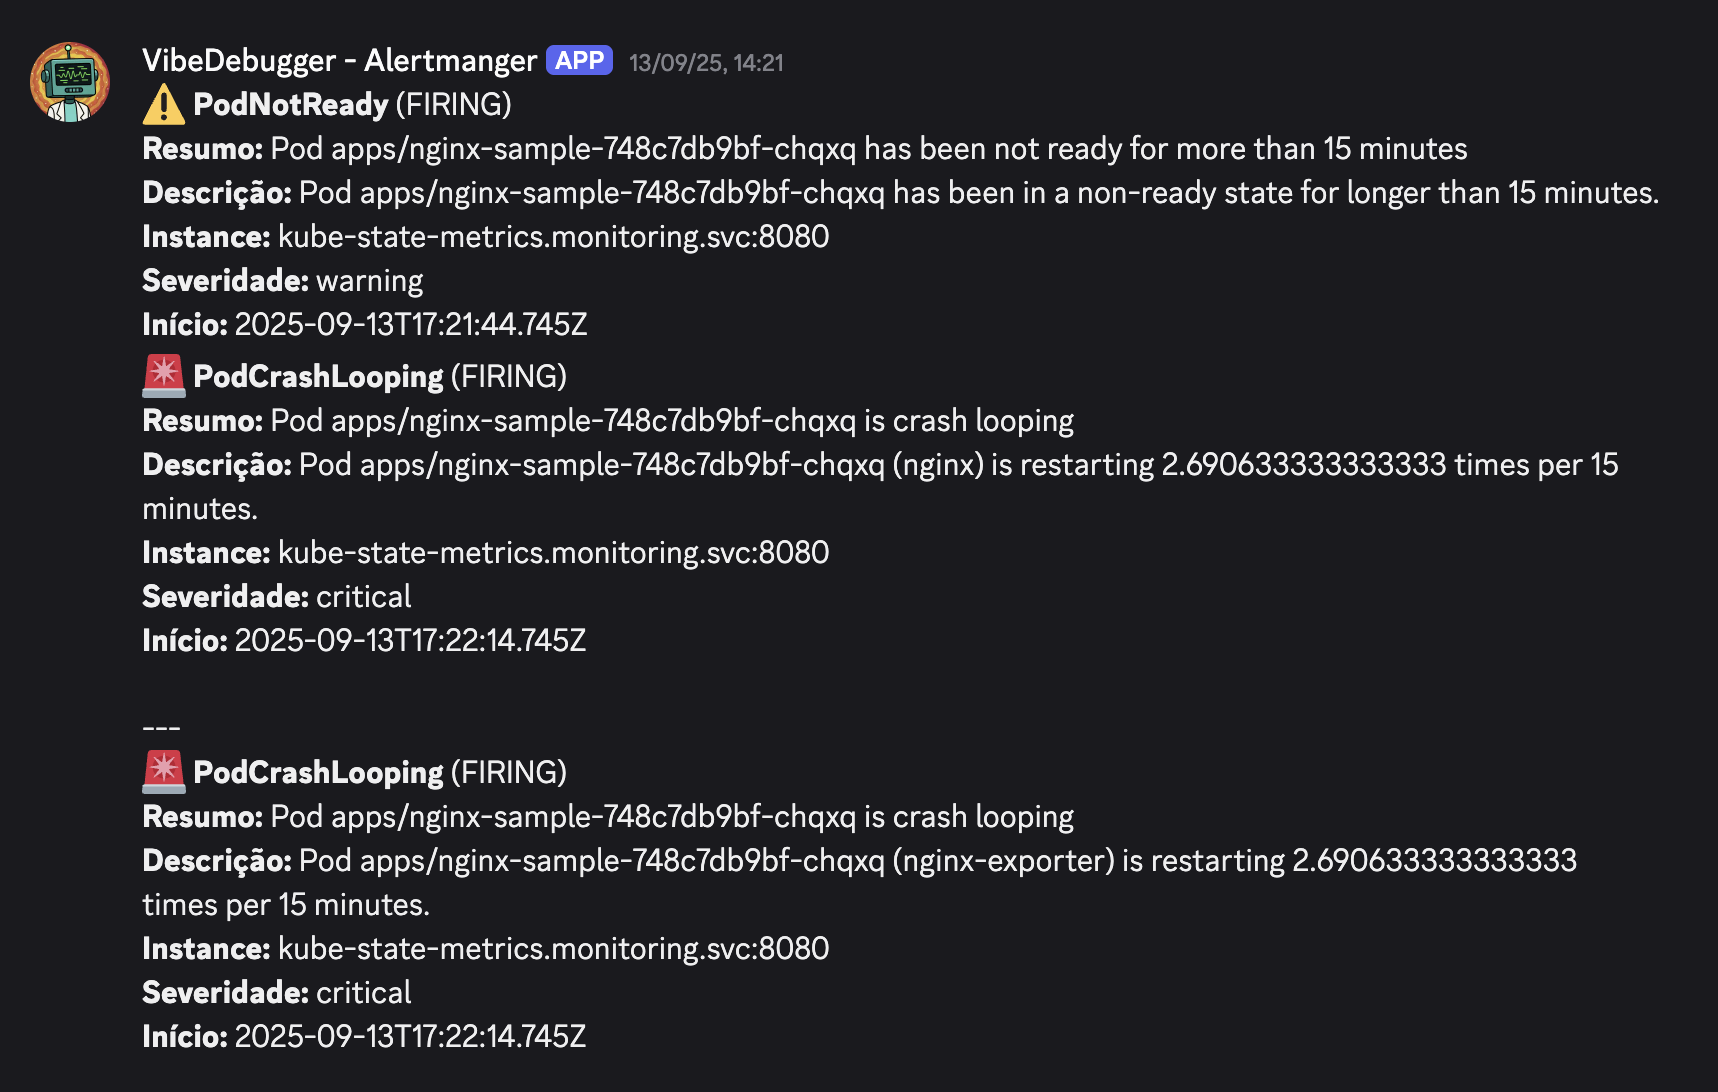 VibeDebugger - Alertmanger APP 13/09/25, 14:21
⚠️ PodNotReady (FIRING)
Resumo: Pod apps/nginx-sample-748c7db9bf-chqxq has been not ready for more than 15 minutes
Descrição: Pod apps/nginx-sample-748c7db9bf-chqxq has been in a non-ready state for longer than 15 minutes.
Instance: kube-state-metrics.monitoring.svc:8080
Severidade: warning
Início: 2025-09-13T17:21:44.745Z
🚨 PodCrashLooping (FIRING)
Resumo: Pod apps/nginx-sample-748c7db9bf-chqxq is crash looping
Descrição: Pod apps/nginx-sample-748c7db9bf-chqxq (nginx) is restarting 2.690633333333333 times per 15
minutes.
Instance: kube-state-metrics.monitoring.svc:8080
Severidade: critical
Início: 2025-09-13T17:22:14.745Z
---
🚨 PodCrashLooping (FIRING)
Resumo: Pod apps/nginx-sample-748c7db9bf-chqxq is crash looping
Descrição: Pod apps/nginx-sample-748c7db9bf-chqxq (nginx-exporter) is restarting 2.690633333333333
times per 15 minutes.
Instance: kube-state-metrics.monitoring.svc:8080
Severidade: critical
Início: 2025-09-13T17:22:14.745Z